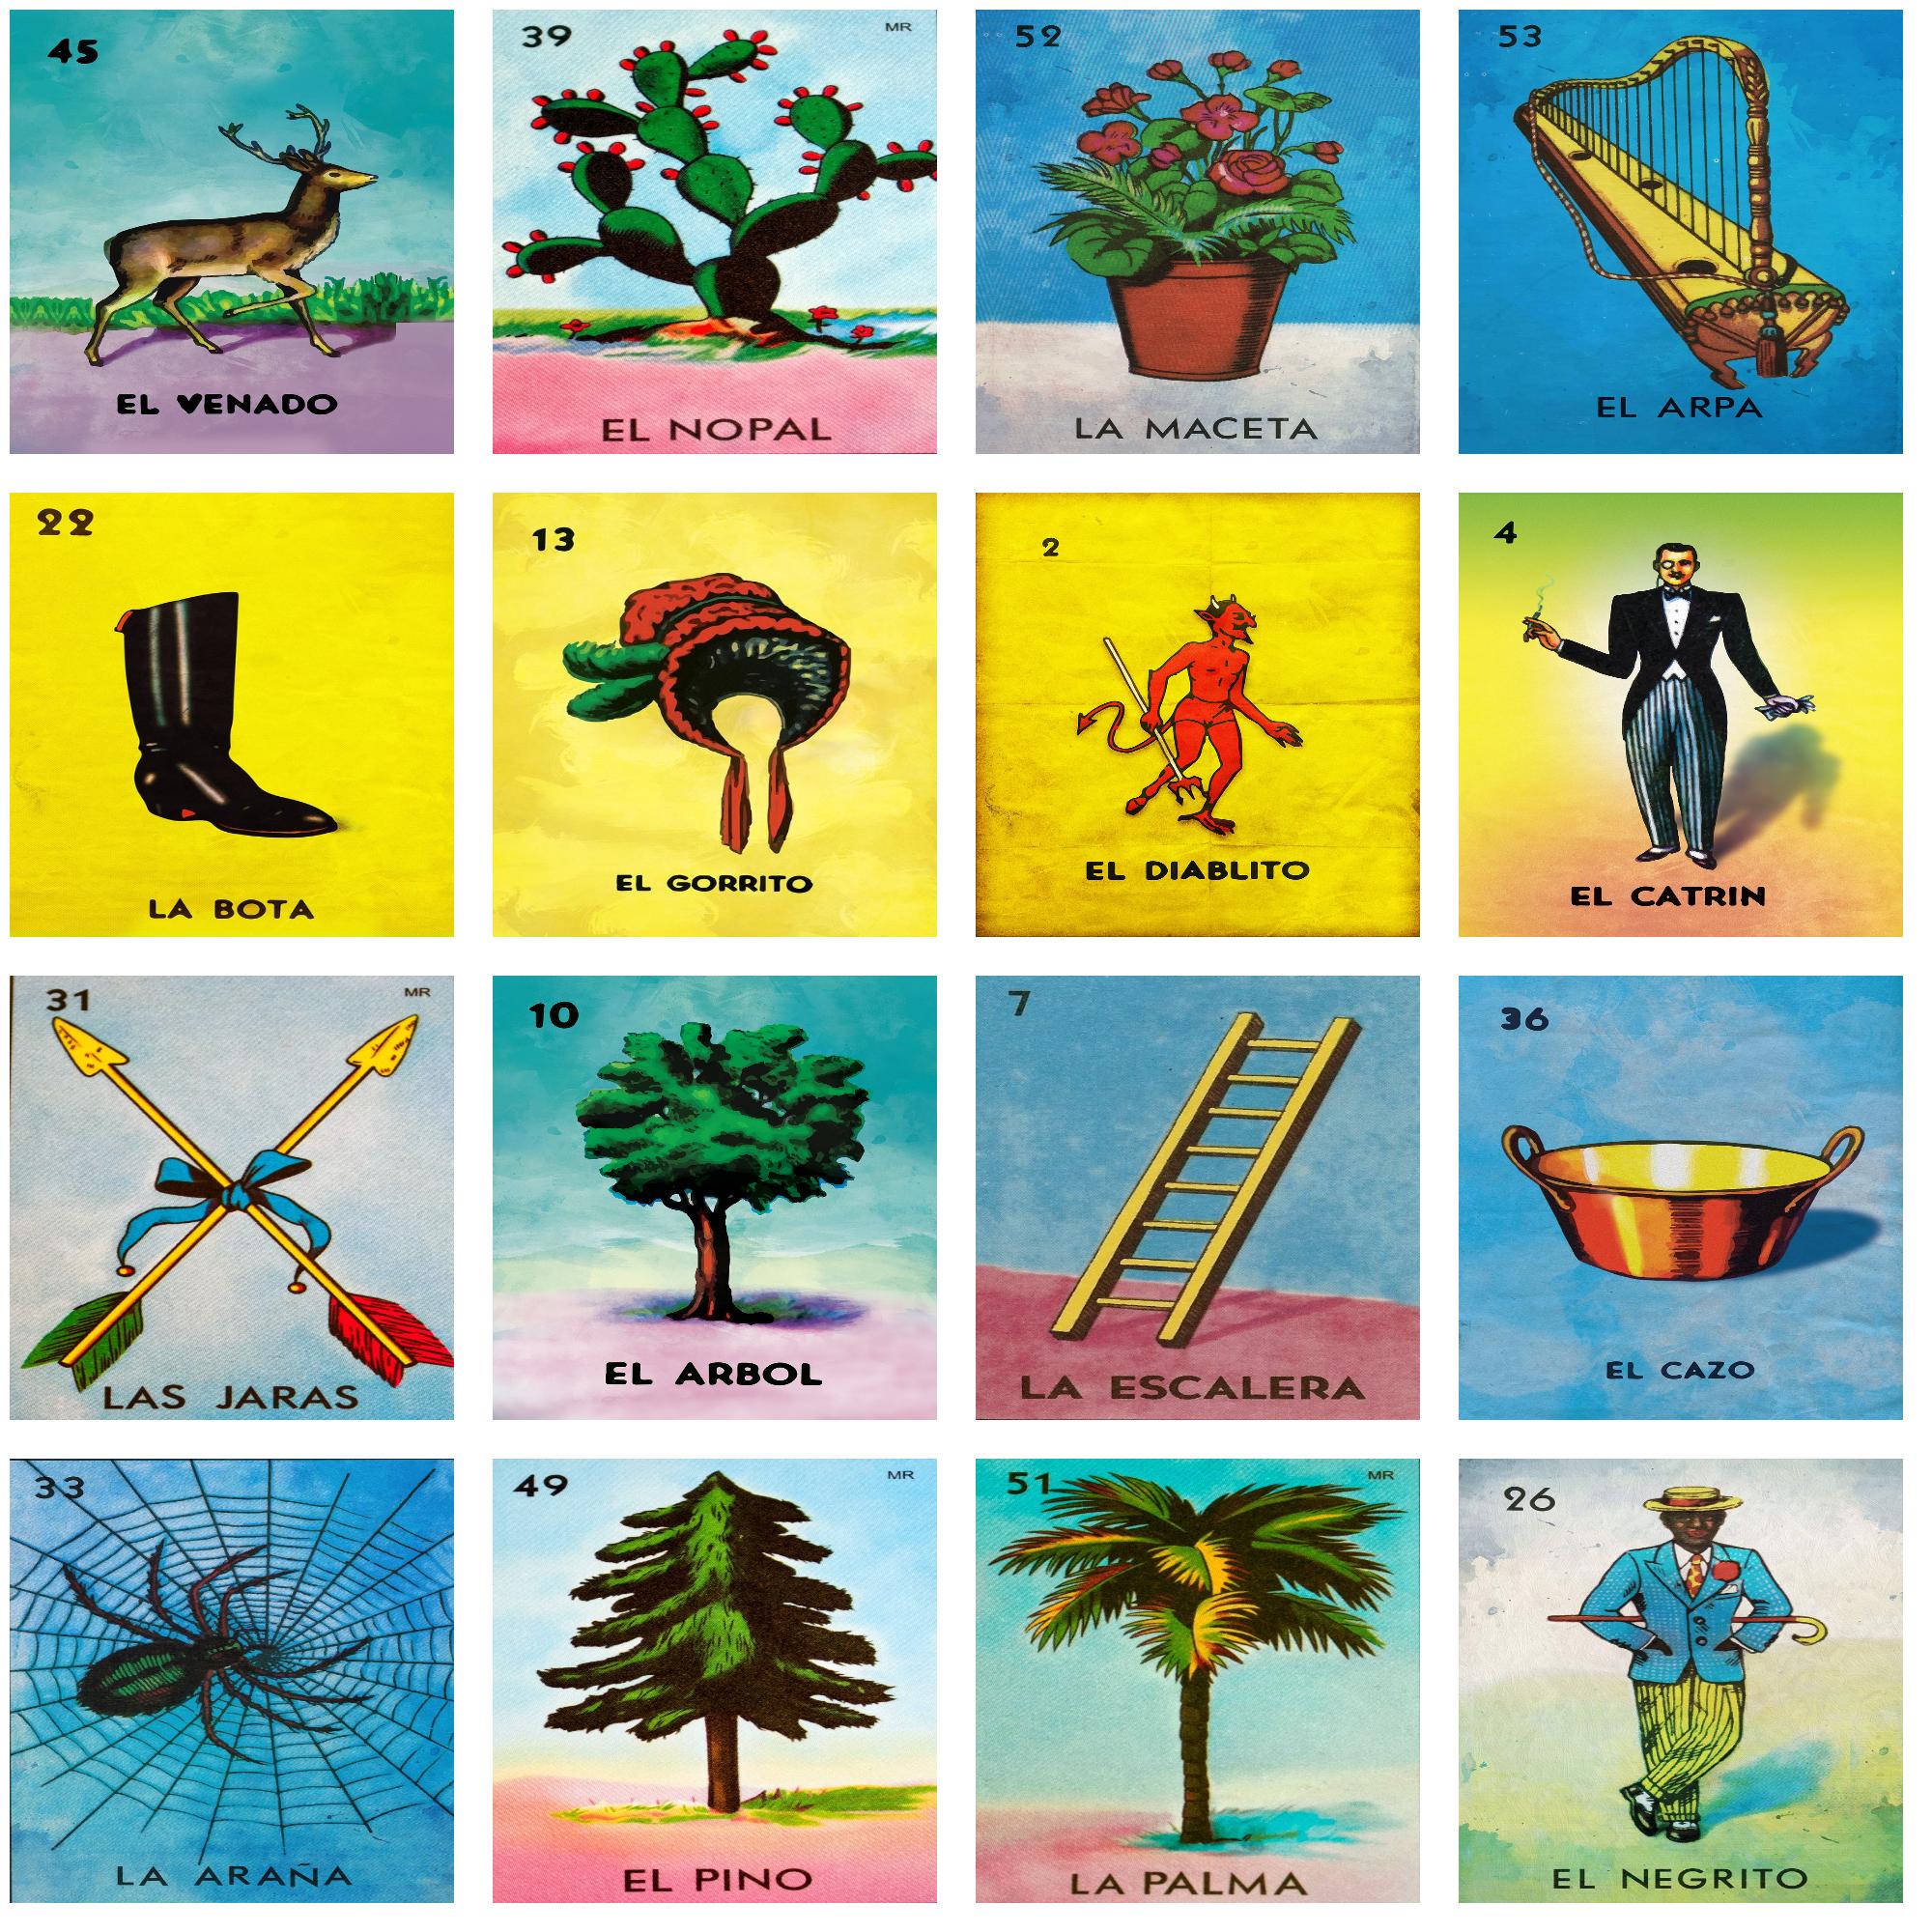 45
EL VENADO
39
MR
EL NOPAL
52
LA MACETA
53
EL ARPA
22
LA BOTA
13
EL GORRITO
2
EL DIABLITO
4
EL CATRIN
31
MR
LAS JARAS
10
EL ARBOL
7
LA ESCALERA
36
EL CAZO
33
LA ARAÑA
49
MR
EL PINO
51
MR
LA PALMA
26
EL NEGRITO